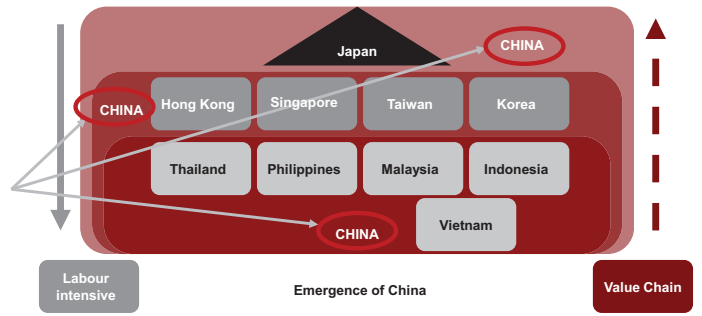 CHINA
Japan
CHINA
Hong Kong
Singapore
Taiwan
Korea
Thailand
Philippines
Malaysia
Indonesia
Vietnam
CHINA
Labour
intensive
Emergence of China
Value Chain